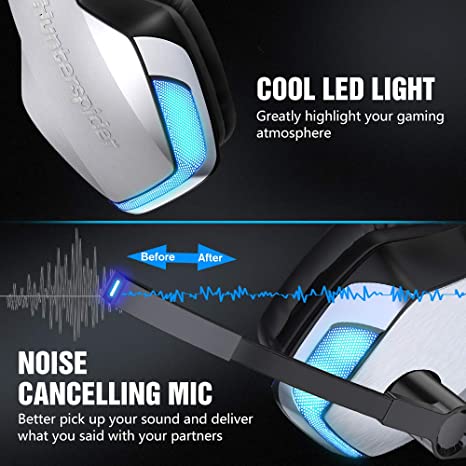 Hunterspider
COOL LED LIGHT
Greatly highlight your gaming
atmosphere
Before
After
NOISE
CANCELLING MIC
Better pick up your sound and deliver
what you said with your partners